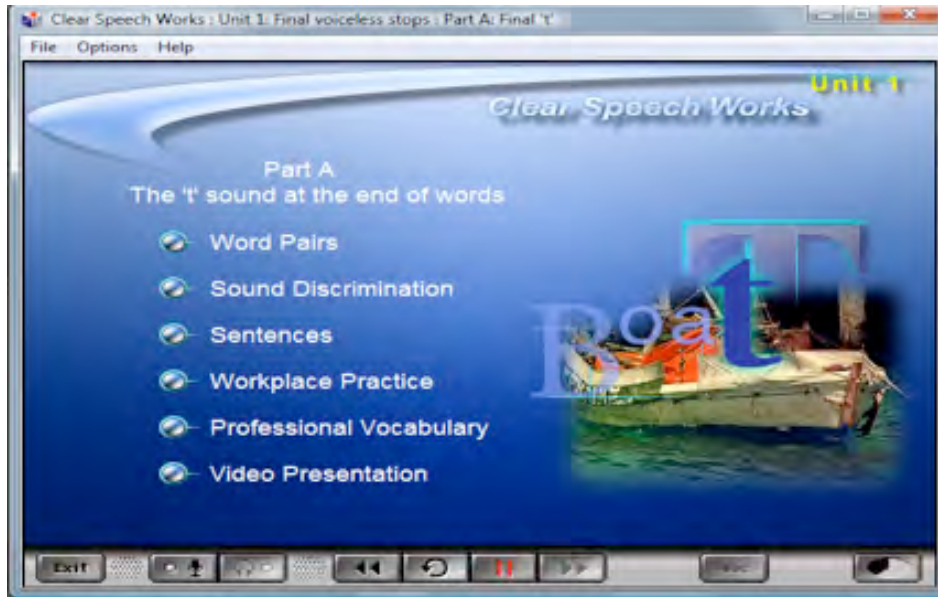 Clear Speech Works : Unit 1: Final voiceless stops : Part A: Final 't'
File Options Help
Unit 1
Clear Speech Works
Part A
The 't' sound at the end of words
Word Pairs
Sound Discrimination
Sentences
Workplace Practice
Professional Vocabulary
Video Presentation
T
Boat
Exit